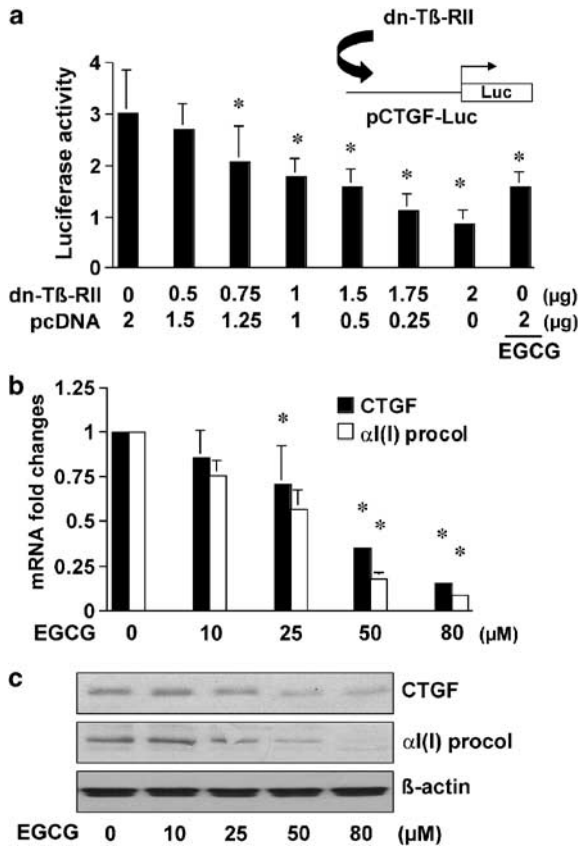 a
dn-Tß-RII
Luc
pCTGF-Luc
Luciferase activity
4
3
2
1
0
* * * * * *
dn-Tß-RII 0 0.5 0.75 1 1.5 1.75 2 0 (µg)
pcDNA 2 1.5 1.25 1 0.5 0.25 0 2 (µg)
EGCG
b
mRNA fold changes
1.25
1
0.75
0.5
0.25
0
CTGF
αI(I) procol
* * * * *
EGCG 0 10 25 50 80 (µM)
c
CTGF
αI(I) procol
ß-actin
EGCG 0 10 25 50 80 (µM)